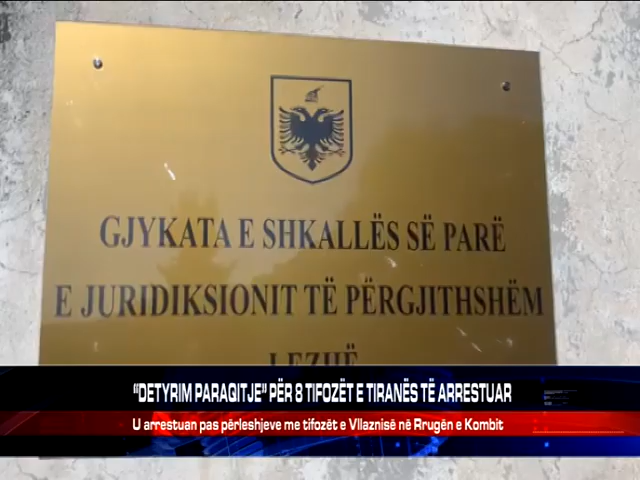 GJYKATA E SHKALLËS SË PARË
E JURIDIKSIONIT TË PËRGJITHSHËM
LEZHË
“DETYRIM PARAQITJE” PËR 8 TIFOZËT E TIRANËS TË ARRESTUAR
U arrestuan pas përleshjeve me tifozët e Vllaznisë në Rrugën e Kombit